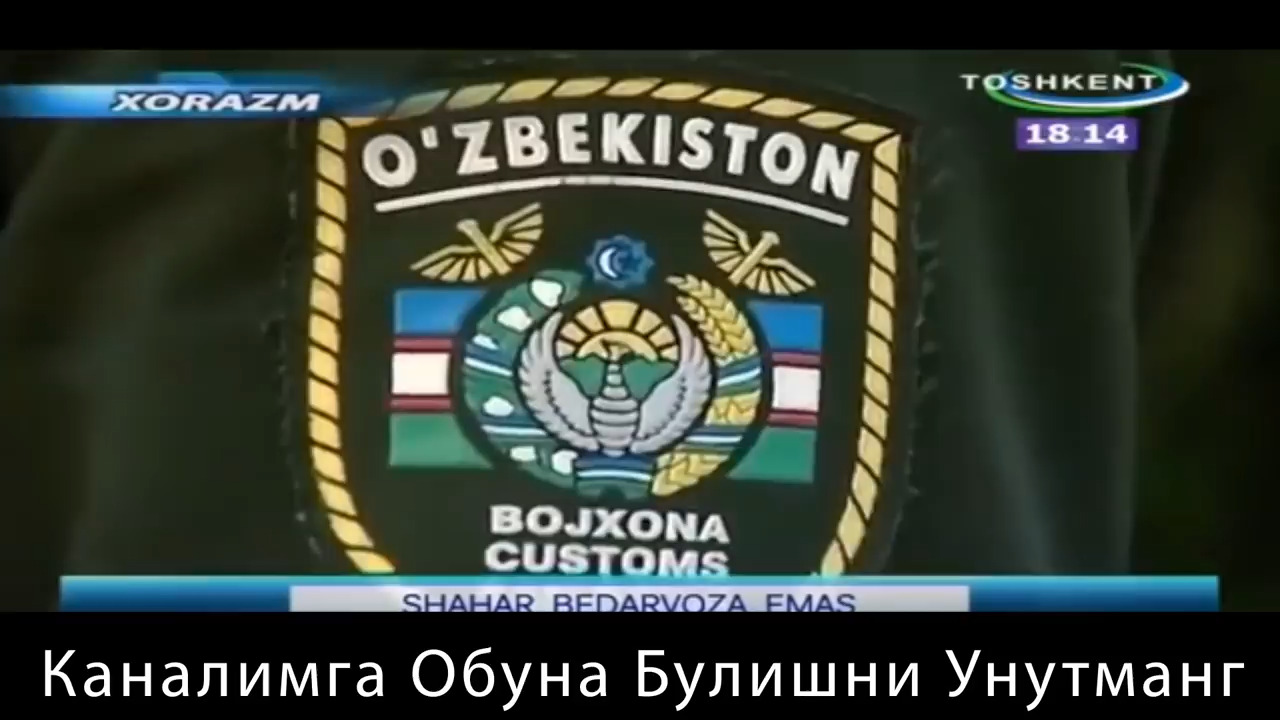 XORAZM
TOSHKENT
18:14
O'ZBEKISTON
BOJXONA
CUSTOMS
SHAHAR BEDARVOZA EMAS
Каналимга Обуна Булишни Унутманг